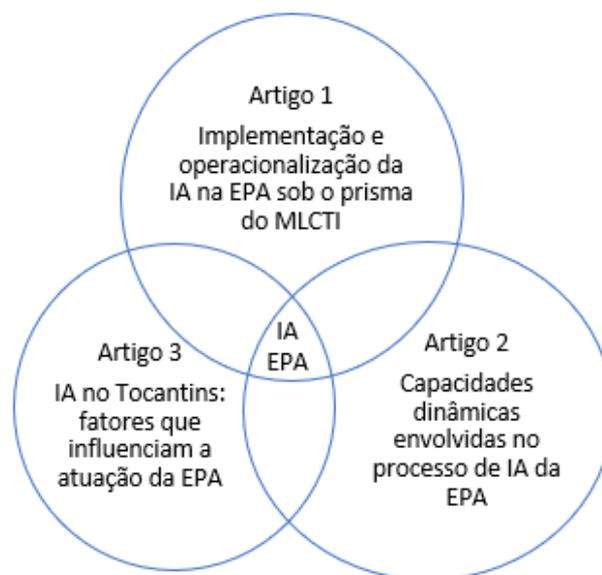 Artigo 1
Implementação e
operacionalização da
IA na EPA sob o prisma
do MLCTI
IA
EPA
Artigo 3
IA no Tocantins:
fatores que
influenciam a
atuação da EPA
Artigo 2
Capacidades
dinâmicas
envolvidas no
processo de IA da
EPA